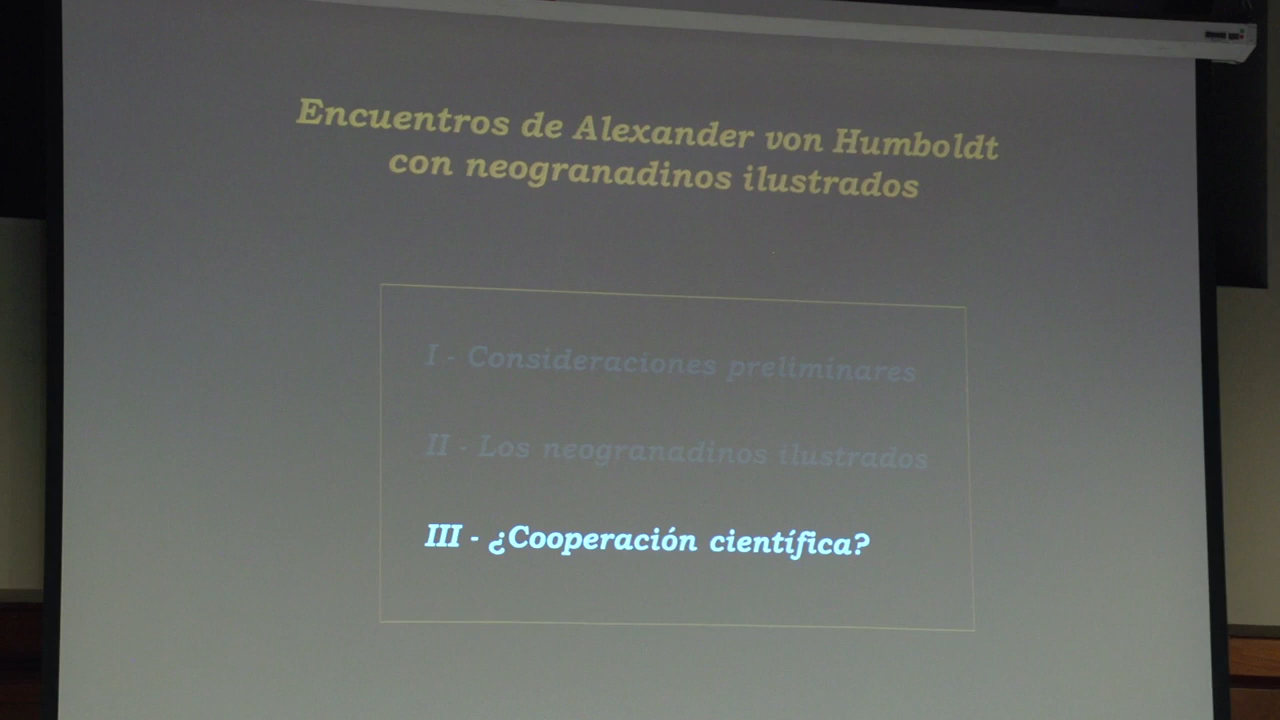 Encuentros de Alexander von Humboldt
con neogranadinos ilustrados
I - Consideraciones preliminares
II - Los neogranadinos ilustrados
III - ¿Cooperación científica?